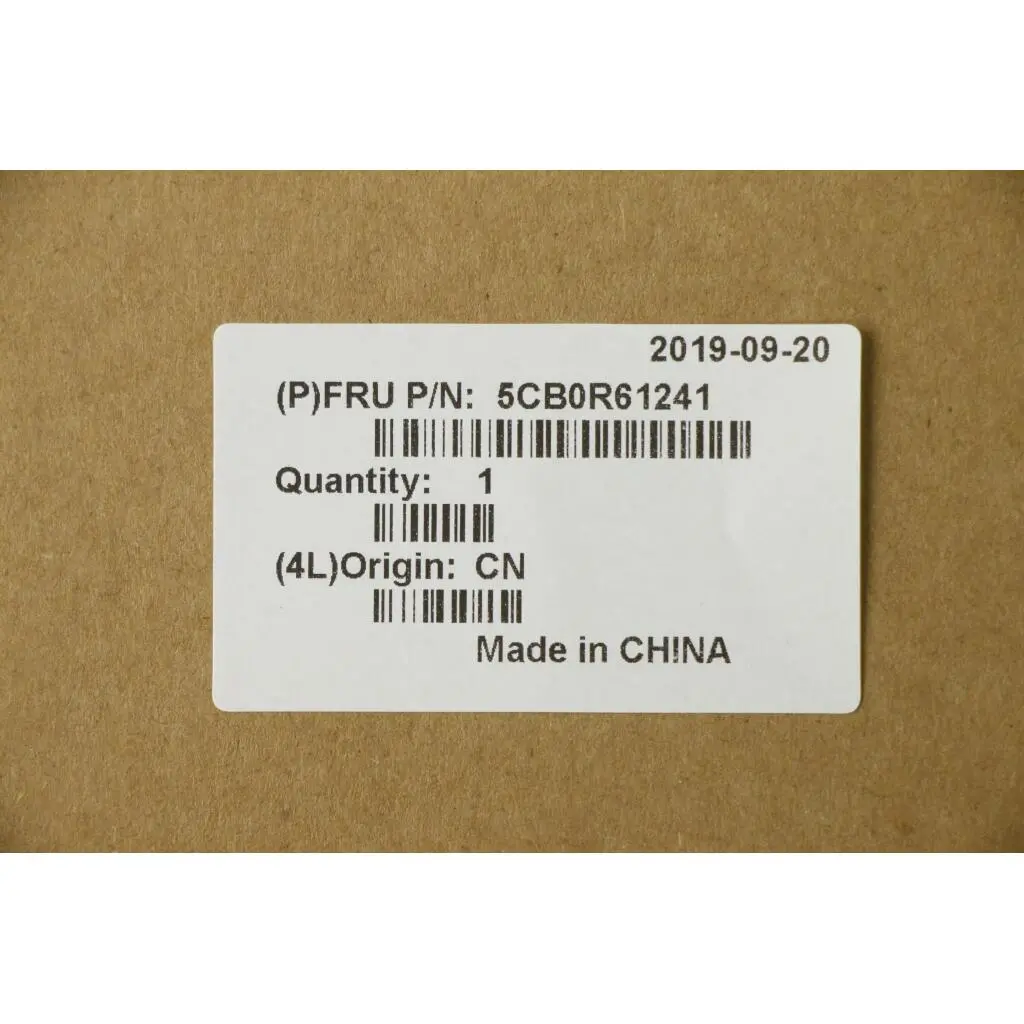 2019-09-20
(P)FRU P/N: 5CB0R61241
Quantity: 1
(4L)Origin: CN
Made in CHINA